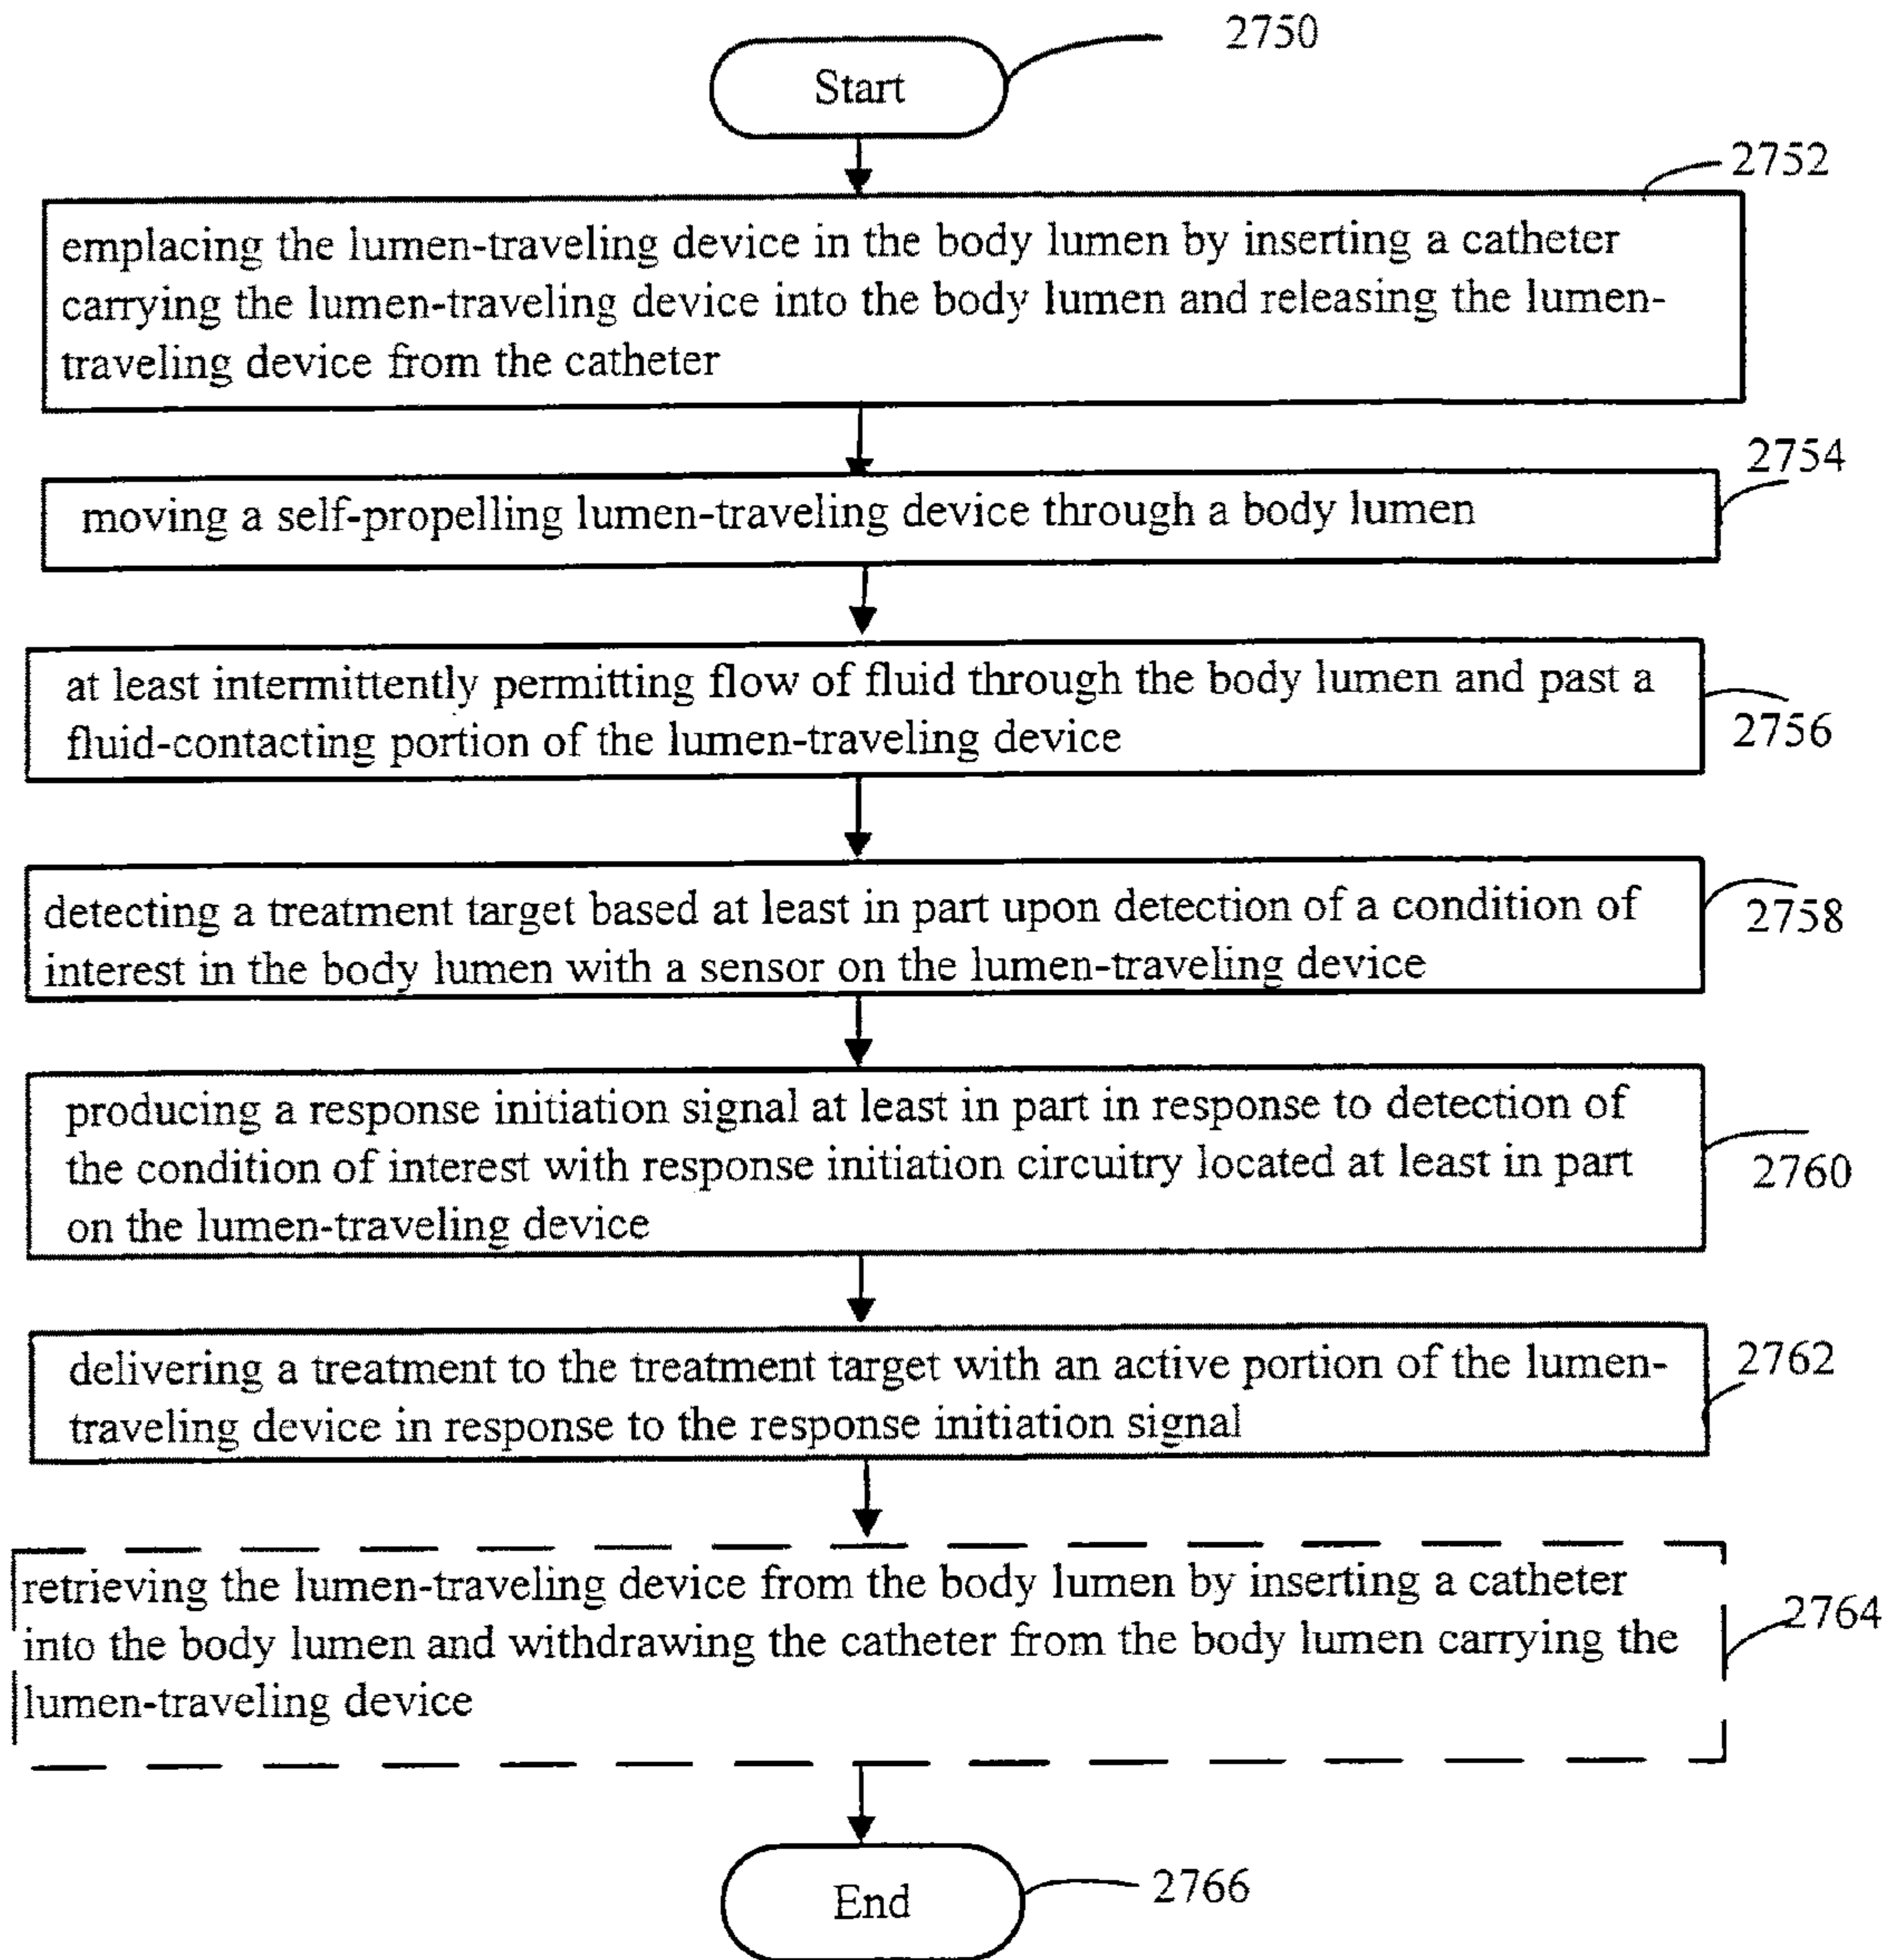 2750
Start
2752
emplacing the lumen-traveling device in the body lumen by inserting a catheter
carrying the lumen-traveling device into the body lumen and releasing the lumen-
traveling device from the catheter
2754
moving a self-propelling lumen-traveling device through a body lumen
at least intermittently permitting flow of fluid through the body lumen and past a
fluid-contacting portion of the lumen-traveling device
2756
detecting a treatment target based at least in part upon detection of a condition of
interest in the body lumen with a sensor on the lumen-traveling device
2758
producing a response initiation signal at least in part in response to detection of
the condition of interest with response initiation circuitry located at least in part
on the lumen-traveling device
2760
delivering a treatment to the treatment target with an active portion of the lumen-
traveling device in response to the response initiation signal
2762
retrieving the lumen-traveling device from the body lumen by inserting a catheter
into the body lumen and withdrawing the catheter from the body lumen carrying the
lumen-traveling device
2764
End
2766